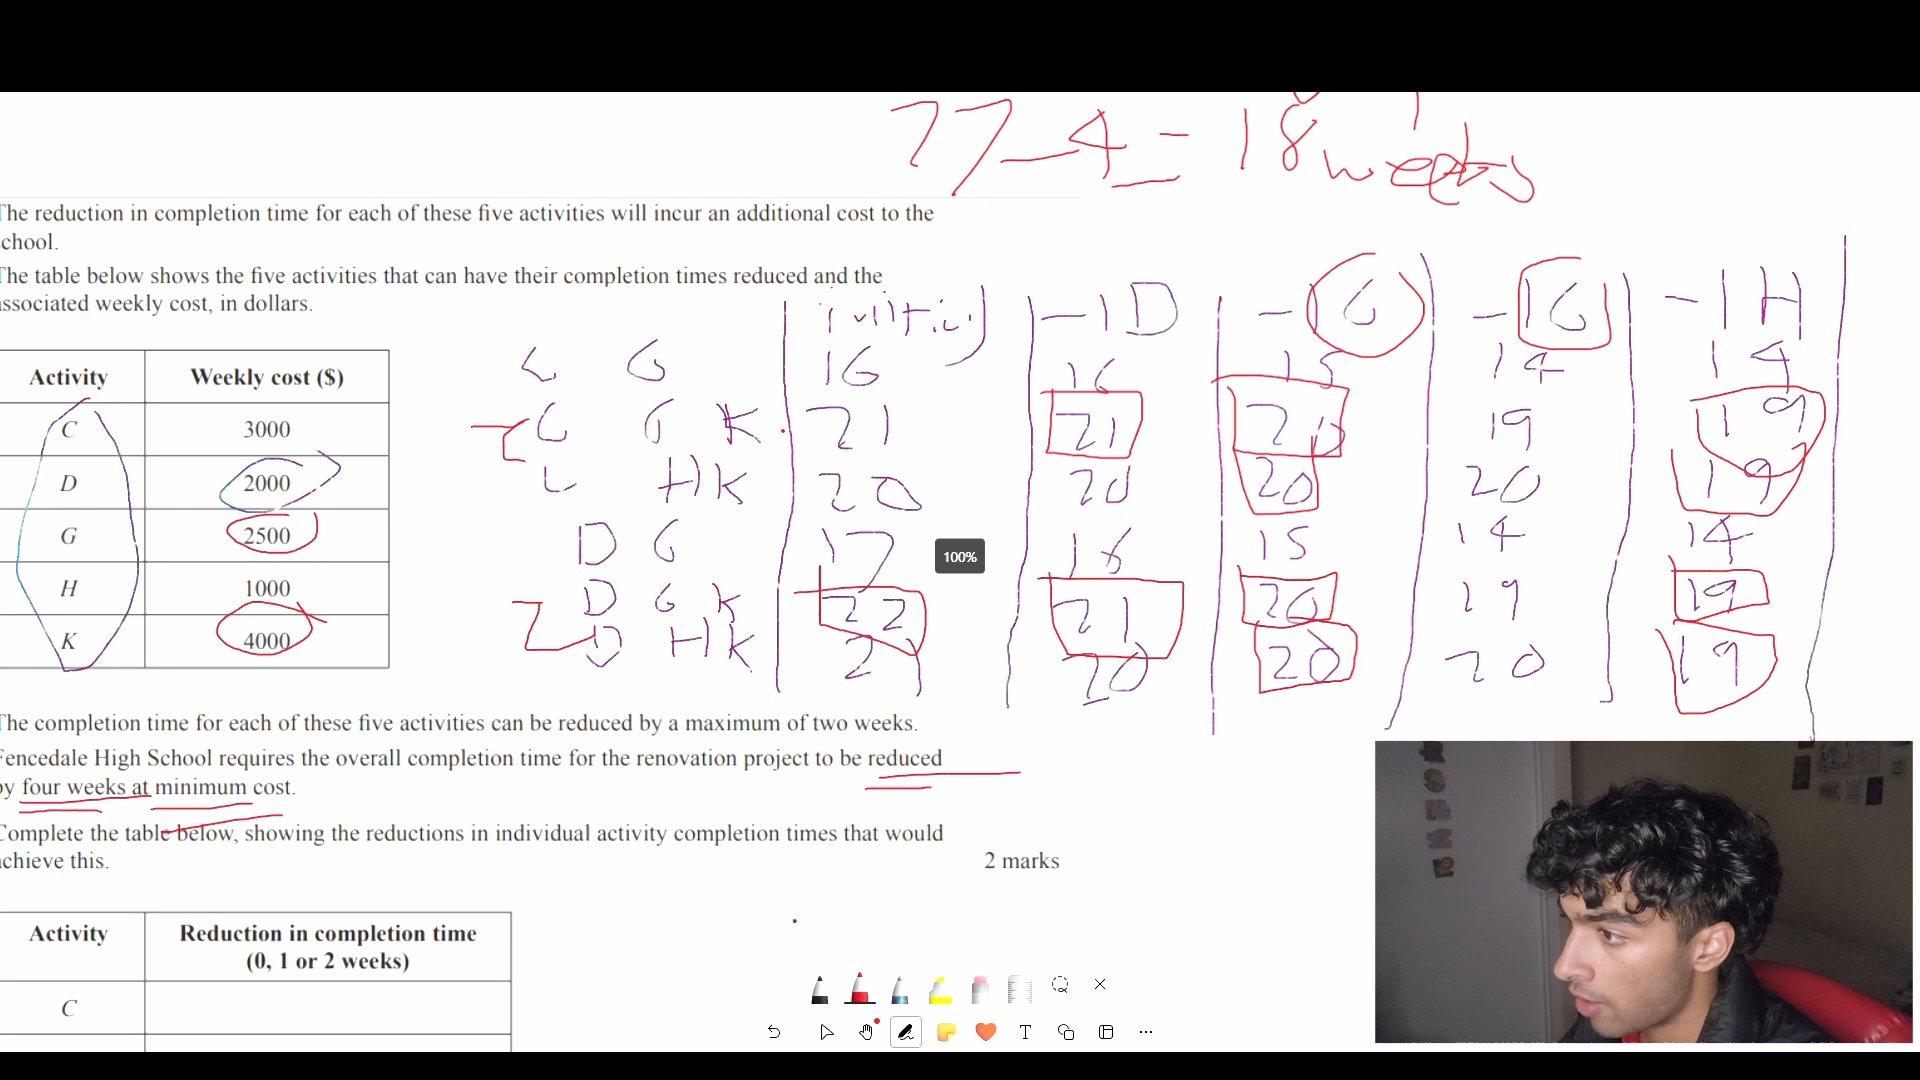 22-4=18 weeks
The reduction in completion time for each of these five activities will incur an additional cost to the
school.
The table below shows the five activities that can have their completion times reduced and the
associated weekly cost, in dollars.
Activity Weekly cost ($)
C 3000
D 2000
G 2500
H 1000
K 4000
initial -1D -1G -1G -1H
C G 16 16 15 14 14
C G K 21 21 20 19 19
C H K 20 20 20 20 19
D G 17 16 15 14 14
D G K 22 21 20 19 19
D H K 21 20 20 20 19
100%
The completion time for each of these five activities can be reduced by a maximum of two weeks.
Fencedale High School requires the overall completion time for the renovation project to be reduced
by four weeks at minimum cost.
Complete the table below, showing the reductions in individual activity completion times that would
achieve this.
2 marks
Activity Reduction in completion time
(0, 1 or 2 weeks)
C